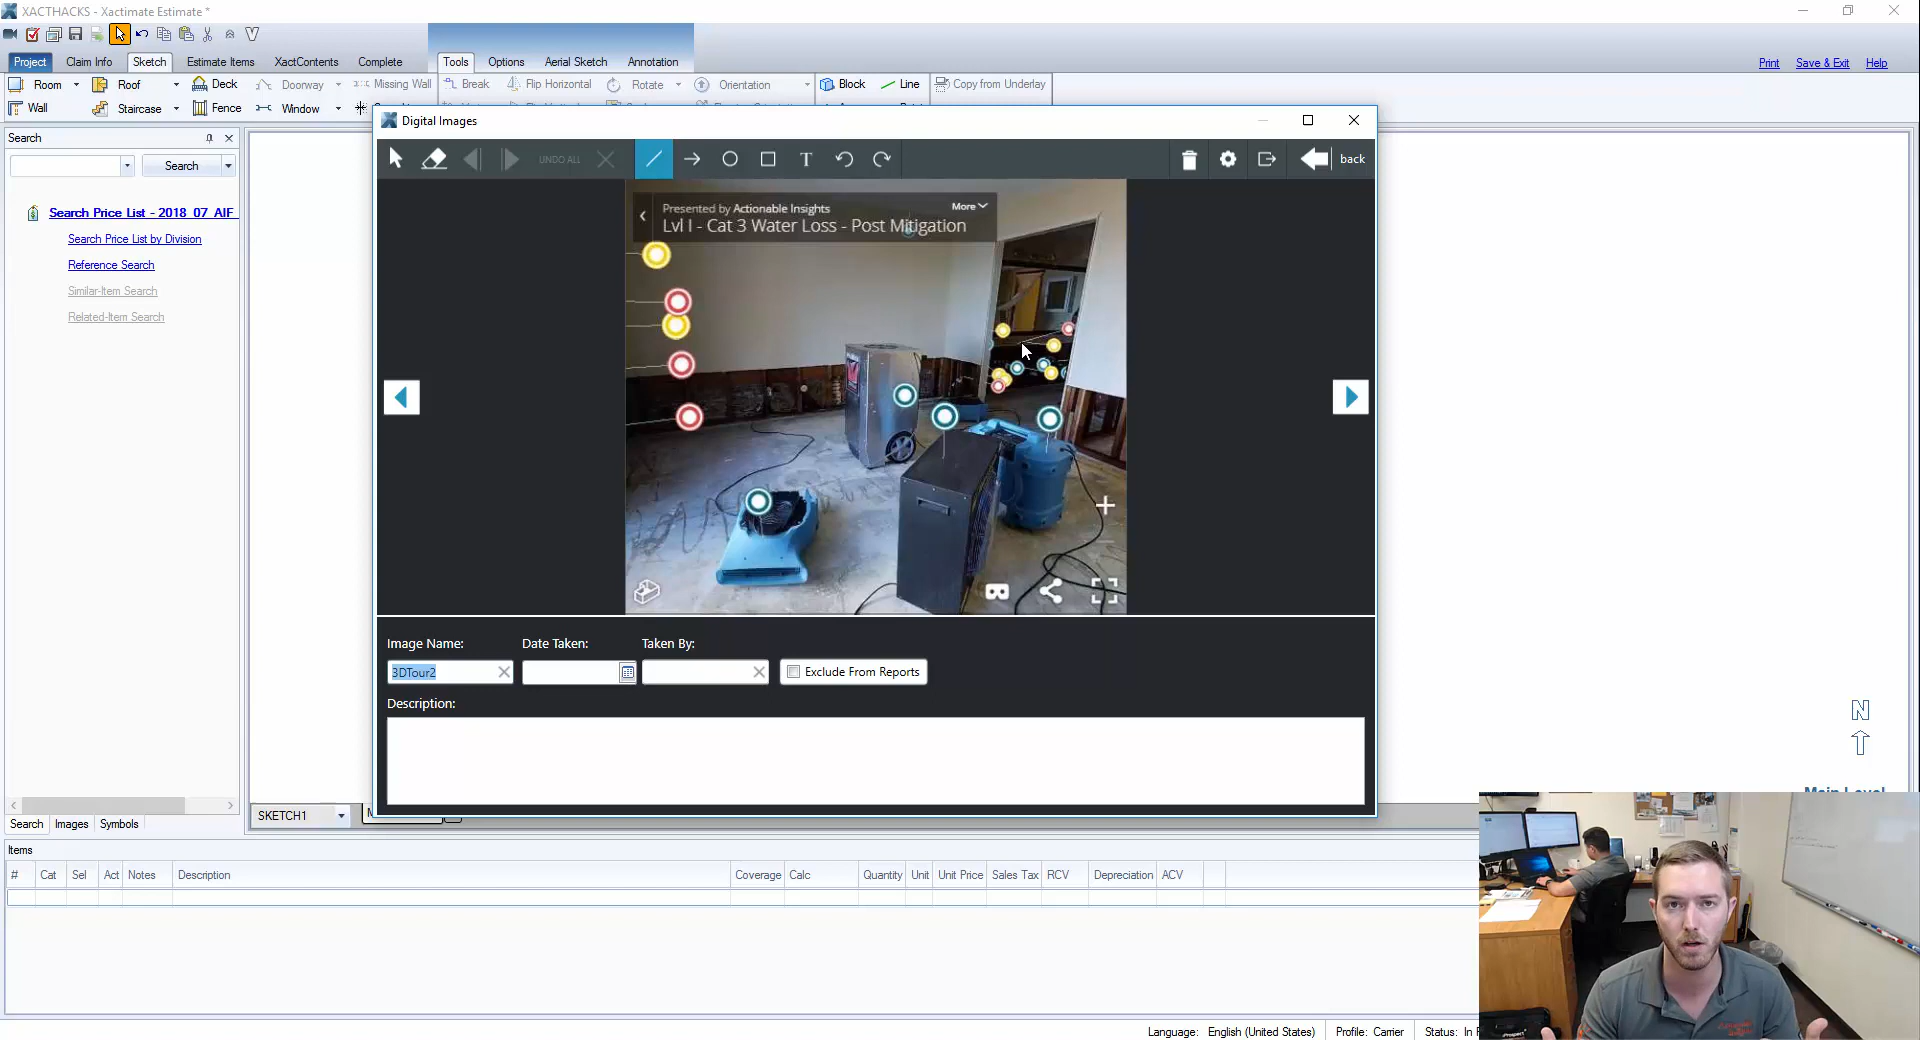 XACTHACKS - Xactimate Estimate *
Project Claim Info Sketch Estimate Items XactContents Complete Tools Options Aerial Sketch Annotation
Print Save & Exit Help
Room Roof Deck Doorway Missing Wall Break Flip Horizontal Rotate Orientation Block Line Copy from Underlay
Wall Staircase Fence Window
Search
Search
Search Price List - 2018_07_AIF
Search Price List by Division
Reference Search
Similar-Item Search
Related-Item Search
Digital Images
UNDO ALL T back
Presented by Actionable Insights More
Lvl I - Cat 3 Water Loss - Post Mitigation
Image Name: Date Taken: Taken By:
3DTour2 Exclude From Reports
Description:
N
Main Level
SKETCH1
Search Images Symbols
Items
# Cat Sel Act Notes Description Coverage Calc Quantity Unit Unit Price Sales Tax RCV Depreciation ACV
Language: English (United States) Profile: Carrier Status: In